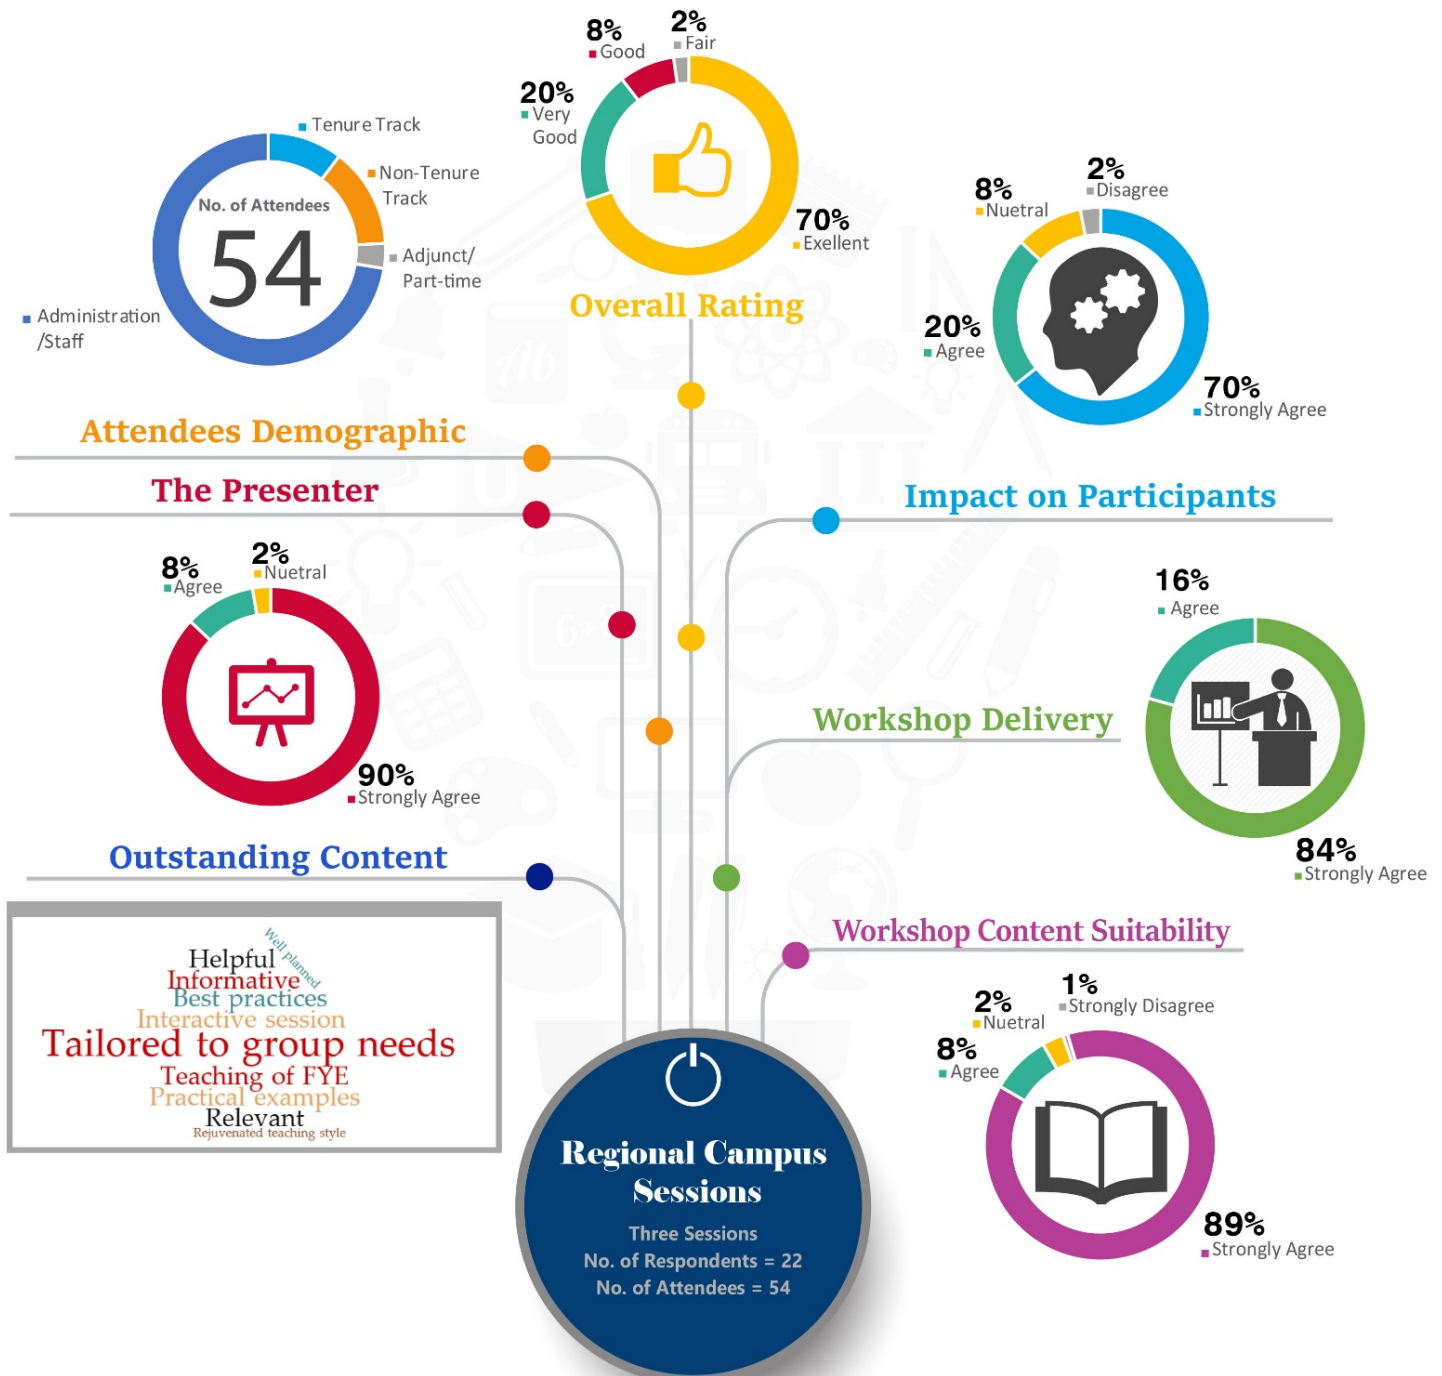 8%
Good
2%
Fair
20%
Very
Good
70%
Exellent
Overall Rating
Tenure Track
Non-Tenure
Track
Adjunct/
Part-time
Administration
/Staff
No. of Attendees
54
Attendees Demographic
8%
Nuetral
2%
Disagree
20%
Agree
70%
Strongly Agree
Impact on Participants
The Presenter
8%
Agree
2%
Nuetral
90%
Strongly Agree
16%
Agree
84%
Strongly Agree
Workshop Delivery
Outstanding Content
Well planned
Helpful
Informative
Best practices
Interactive session
Tailored to group needs
Teaching of FYE
Practical examples
Relevant
Rejuvenated teaching style
Workshop Content Suitability
2%
Nuetral
1%
Strongly Disagree
8%
Agree
89%
Strongly Agree
Regional Campus
Sessions
Three Sessions
No. of Respondents = 22
No. of Attendees = 54
Ab
U
6+